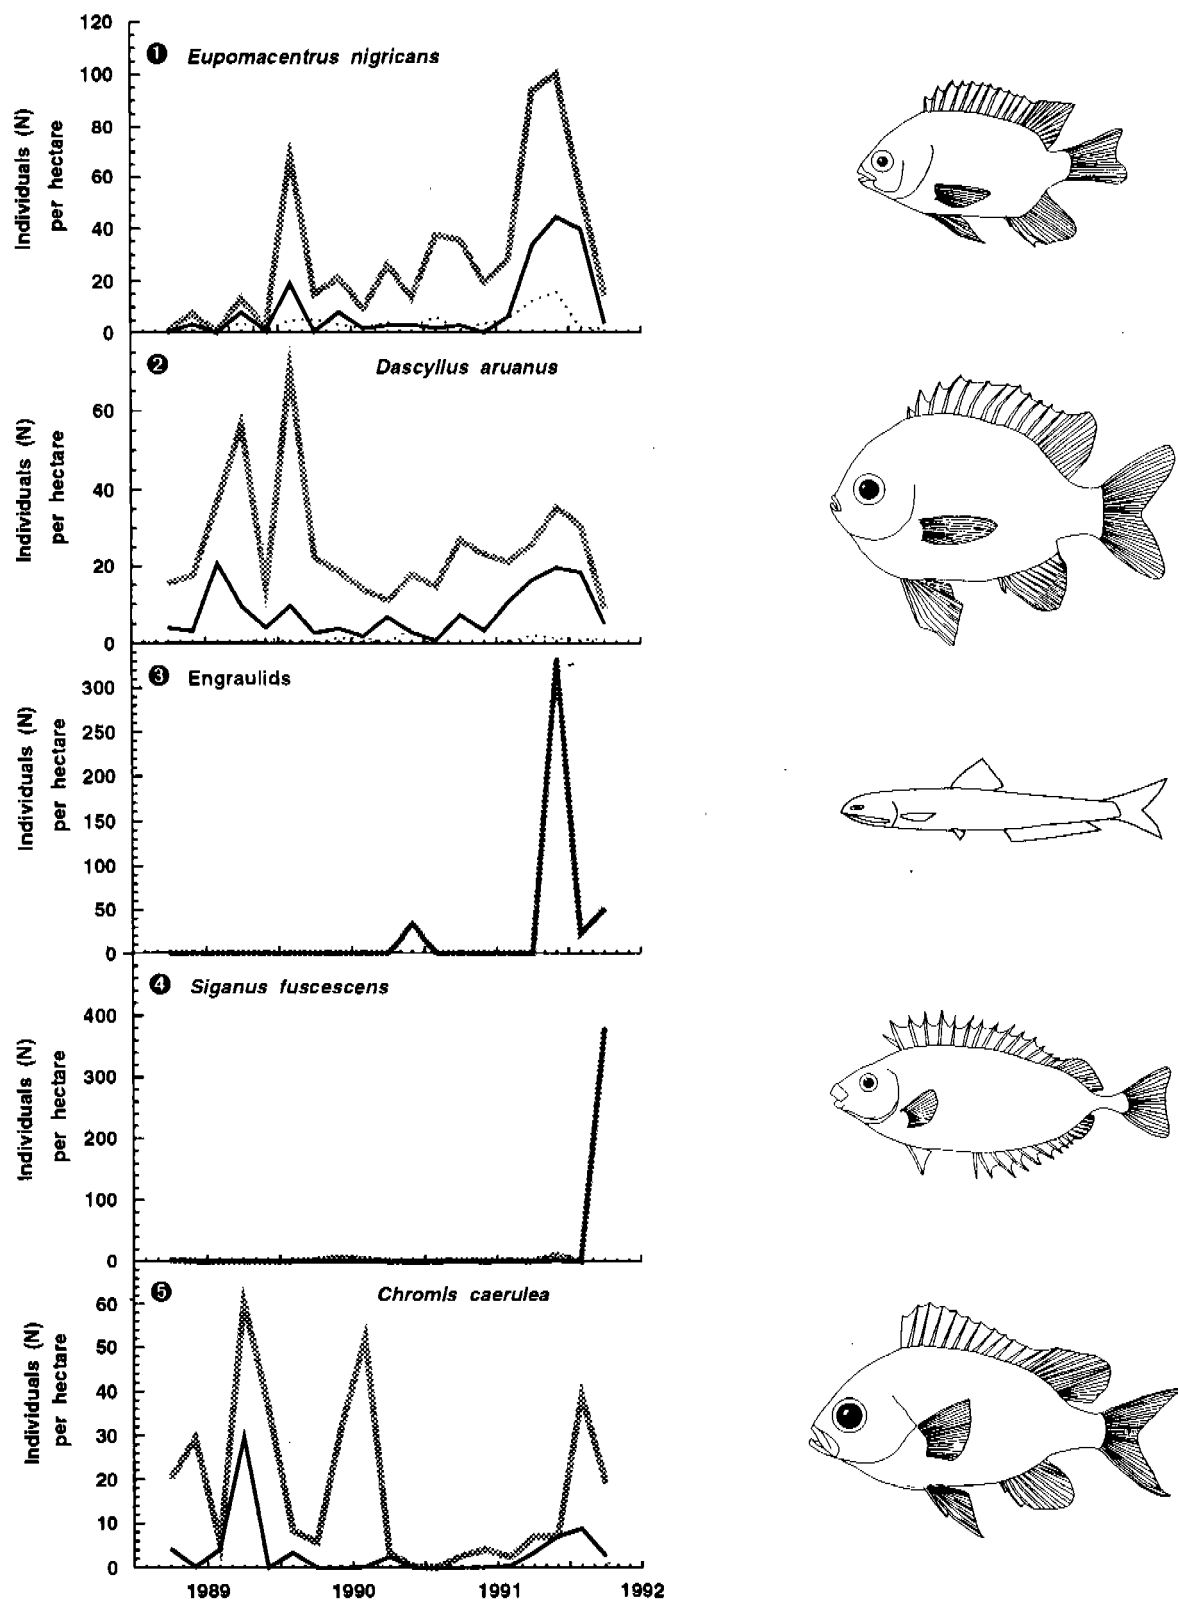 120
❶ Eupomacentrus nigricans
100
80
60
40
20
0
Individuals (N)
per hectare
❷ Dascyllus aruanus
60
40
20
0
Individuals (N)
per hectare
❸ Engraulids
300
250
200
150
100
50
0
Individuals (N)
per hectare
❹ Siganus fuscescens
400
300
200
100
0
Individuals (N)
per hectare
❺ Chromis caerulea
60
50
40
30
20
10
0
Individuals (N)
per hectare
1989 1990 1991 1992